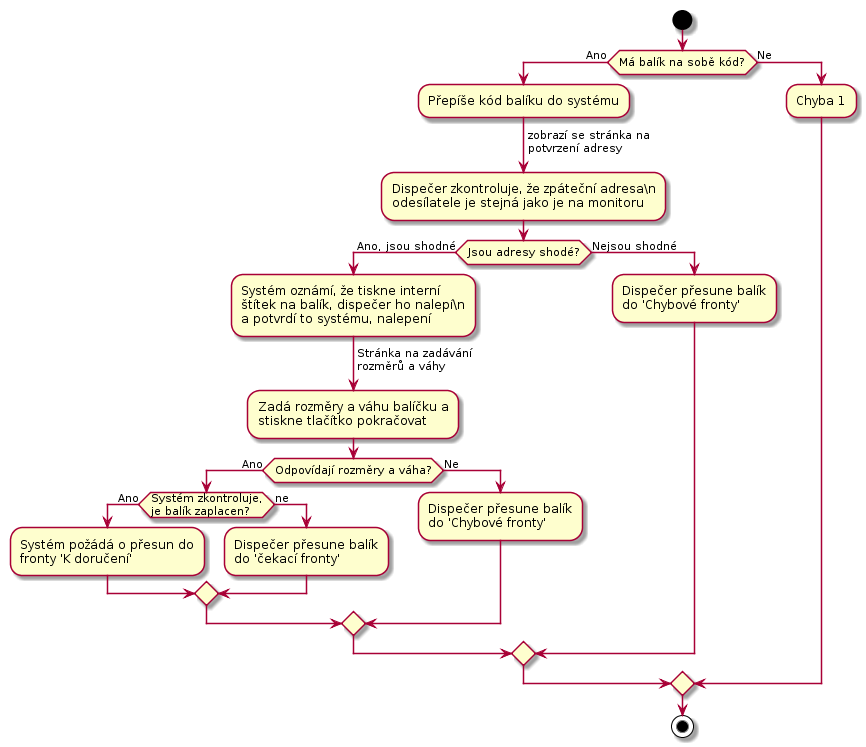 Má balík na sobě kód?
Ano
Ne
Přepíše kód balíku do systému
Chyba 1
zobrazí se stránka na
potvrzení adresy
Dispečer zkontroluje, že zpáteční adresa\n
odesílatele je stejná jako je na monitoru
Jsou adresy shodé?
Ano, jsou shodné
Nejsou shodné
Systém oznámí, že tiskne interní
štítek na balík, dispečer ho nalepí\n
a potvrdí to systému, nalepení
Dispečer přesune balík
do 'Chybové fronty'
Stránka na zadávání
rozměrů a váhy
Zadá rozměry a váhu balíčku a
stiskne tlačítko pokračovat
Odpovídají rozměry a váha?
Ano
Ne
Systém zkontroluje,
je balík zaplacen?
Ano
ne
Dispečer přesune balík
do 'Chybové fronty'
Systém požádá o přesun do
fronty 'K doručení'
Dispečer přesune balík
do 'čekací fronty'